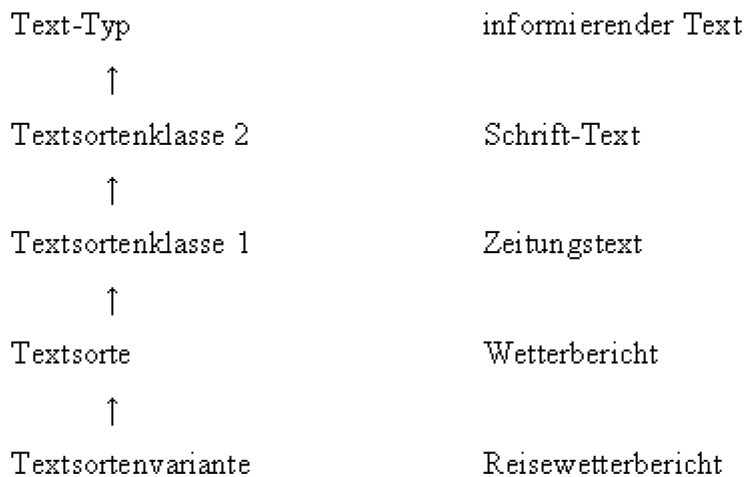 Text-Typ informierender Text
↑
Textsortenklasse 2 Schrift-Text
↑
Textsortenklasse 1 Zeitungstext
↑
Textsorte Wetterbericht
↑
Textsortenvariante Reisewetterbericht